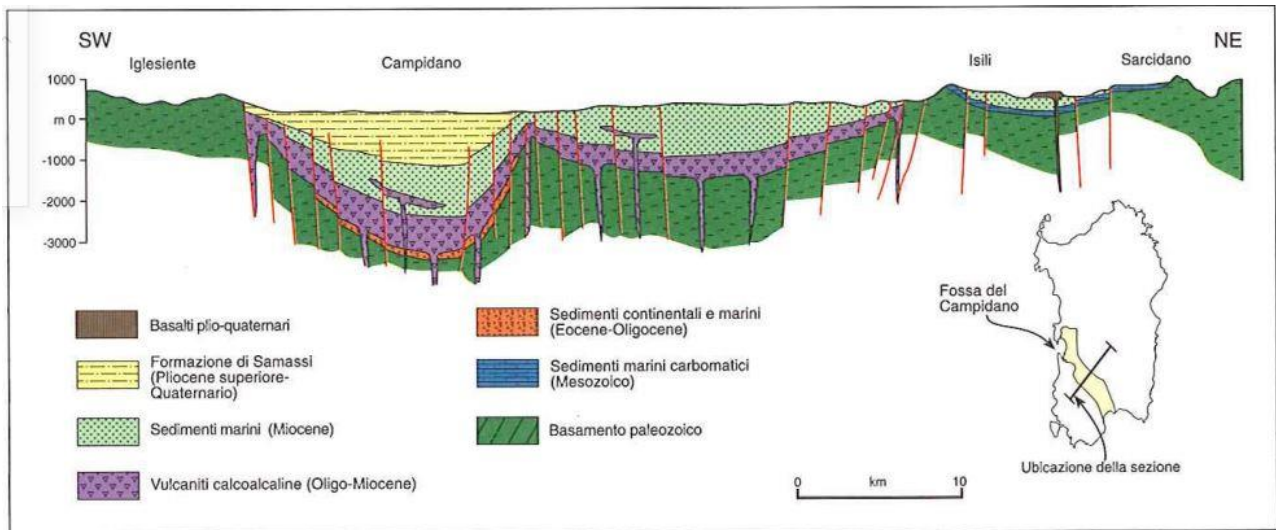 SW
NE
Iglesiente
Campidano
Isili
Sarcidano
1000
m 0
-1000
-2000
-3000
Fossa del
Campidano
Basalti plio-quaternari
Formazione di Samassi
(Pliocene superiore-
Quaternario)
Sedimenti marini (Miocene)
Vulcaniti calcoalcaline (Oligo-Miocene)
Sedimenti continentali e marini
(Eocene-Oligocene)
Sedimenti marini carbomatici
(Mesozoico)
Basamento paleozoico
0 km 10
Ubicazione della sezione